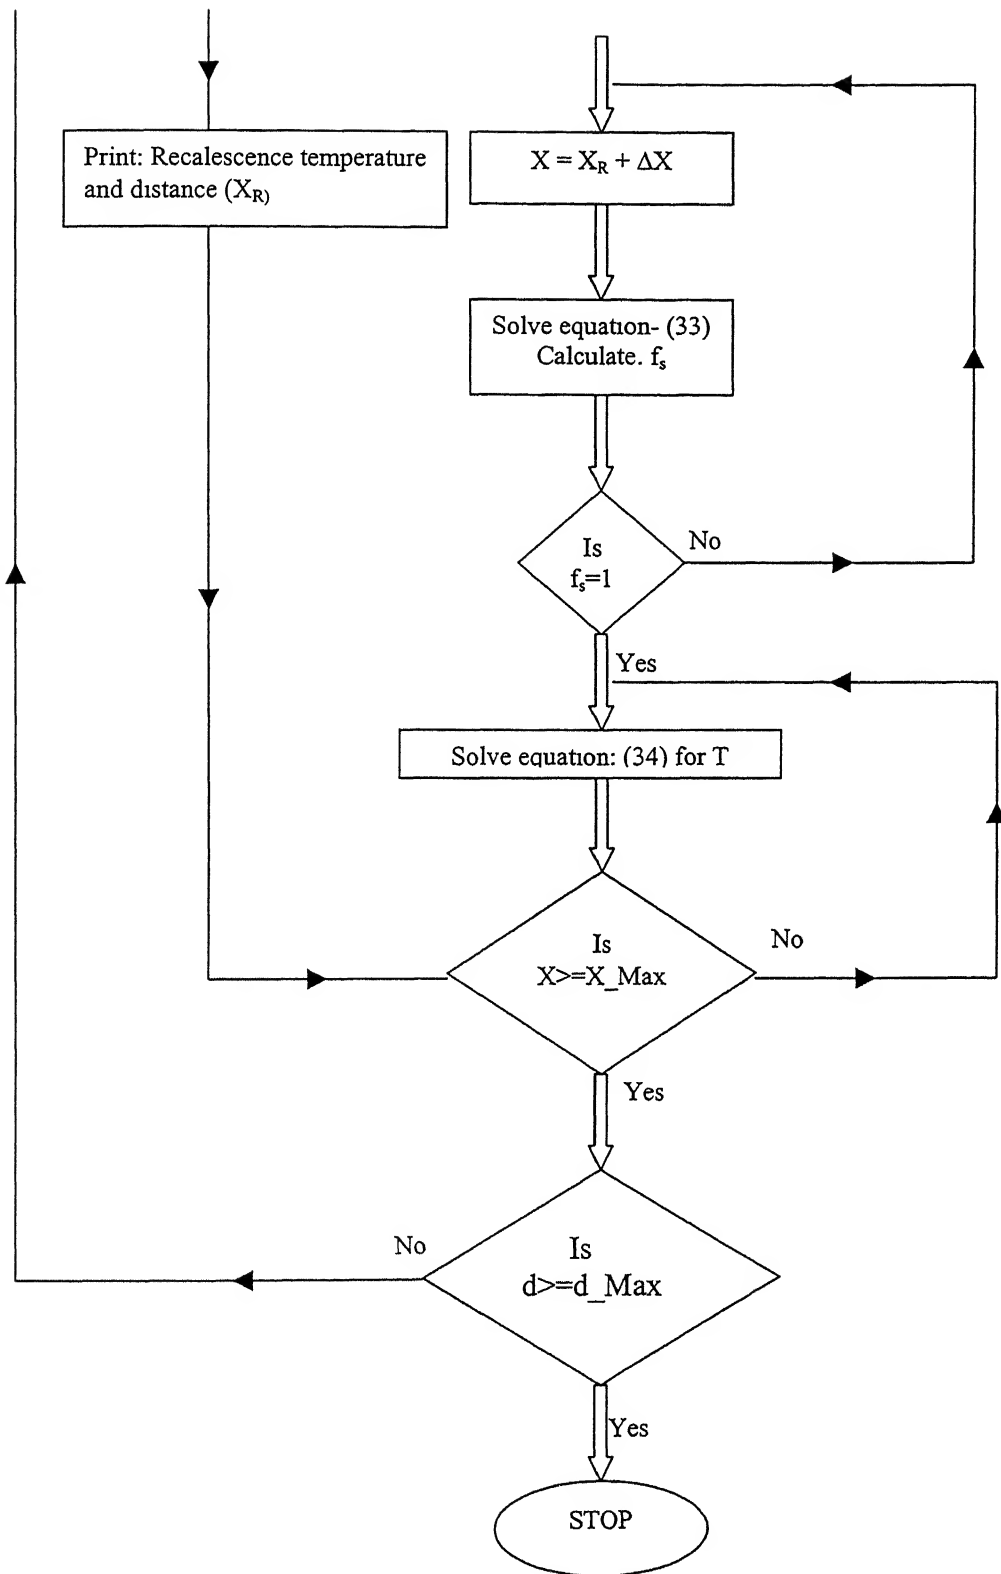 Print: Recalescence temperature
and distance (X_R)
X = X_R + ΔX
Solve equation- (33)
Calculate. f_s
Is
f_s=1
No
Yes
Solve equation: (34) for T
Is
X>=X_Max
No
Yes
Is
d>=d_Max
No
Yes
STOP